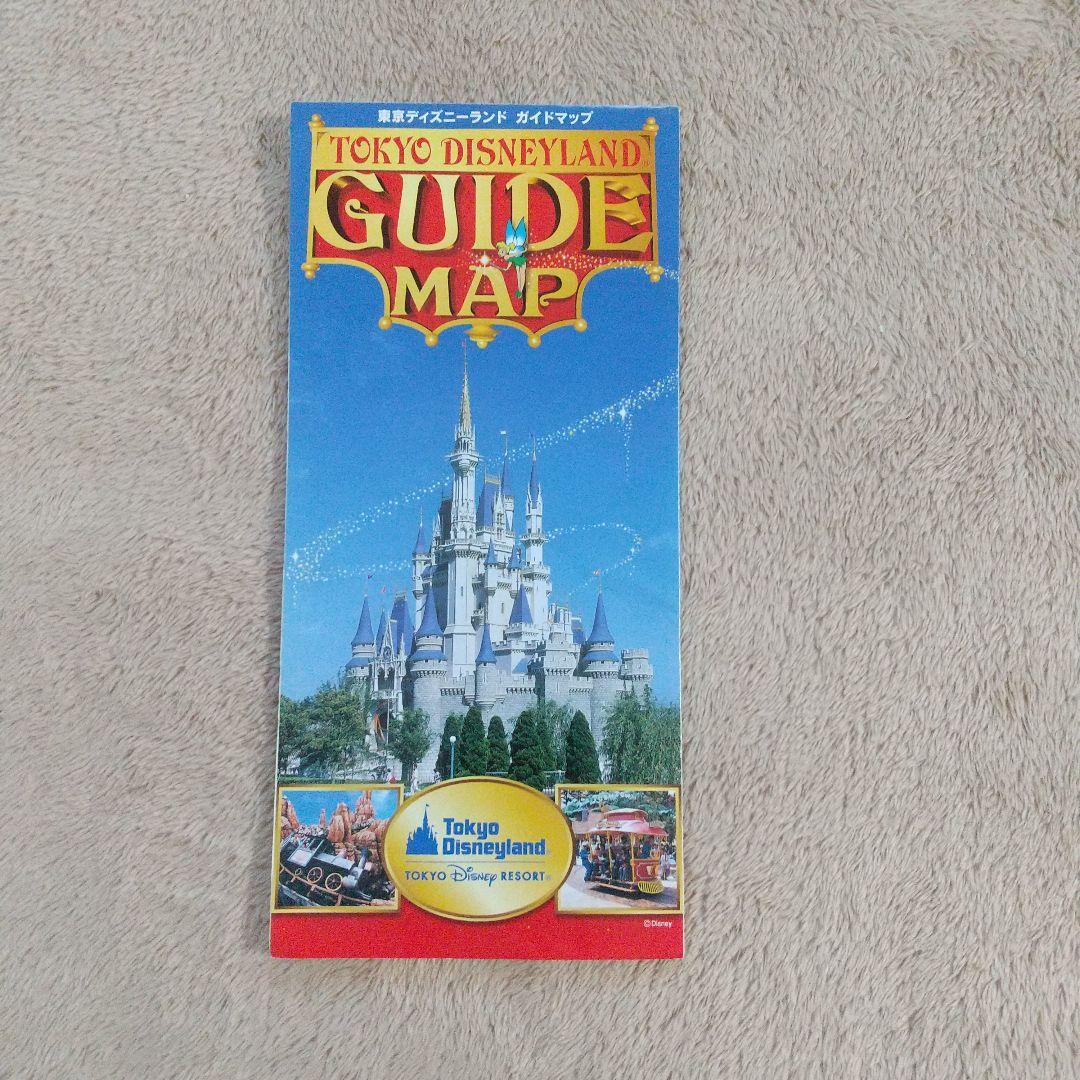 東京ディズニーランド ガイドマップ
TOKYO DISNEYLAND
GUIDE
MAP
Tokyo
Disneyland®
TOKYO Disney RESORT®
©Disney